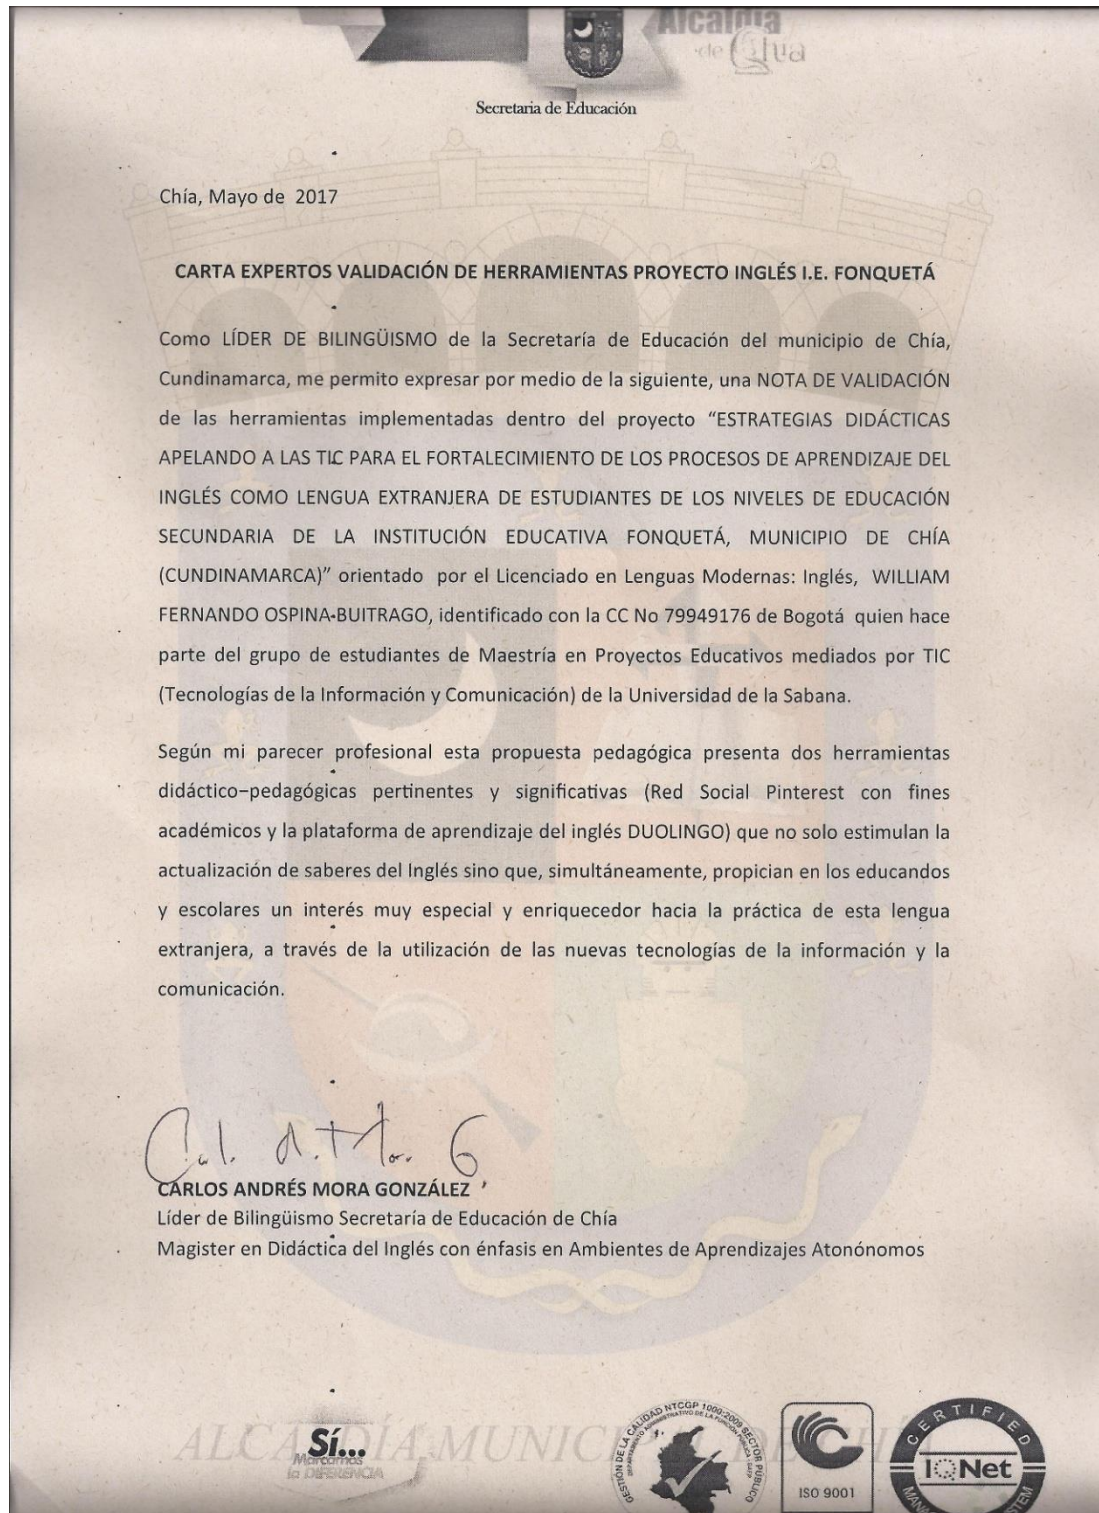 Alcaldía
de Chía
Secretaria de Educación
Chía, Mayo de 2017
CARTA EXPERTOS VALIDACIÓN DE HERRAMIENTAS PROYECTO INGLÉS I.E. FONQUETÁ
Como LÍDER DE BILINGÜISMO de la Secretaría de Educación del municipio de Chía,
Cundinamarca, me permito expresar por medio de la siguiente, una NOTA DE VALIDACIÓN
de las herramientas implementadas dentro del proyecto “ESTRATEGIAS DIDÁCTICAS
APELANDO A LAS TIC PARA EL FORTALECIMIENTO DE LOS PROCESOS DE APRENDIZAJE DEL
INGLÉS COMO LENGUA EXTRANJERA DE ESTUDIANTES DE LOS NIVELES DE EDUCACIÓN
SECUNDARIA DE LA INSTITUCIÓN EDUCATIVA FONQUETÁ, MUNICIPIO DE CHÍA
(CUNDINAMARCA)” orientado por el Licenciado en Lenguas Modernas: Inglés, WILLIAM
FERNANDO OSPINA-BUITRAGO, identificado con la CC No 79949176 de Bogotá quien hace
parte del grupo de estudiantes de Maestría en Proyectos Educativos mediados por TIC
(Tecnologías de la Información y Comunicación) de la Universidad de la Sabana.
Según mi parecer profesional esta propuesta pedagógica presenta dos herramientas
didáctico–pedagógicas pertinentes y significativas (Red Social Pinterest con fines
académicos y la plataforma de aprendizaje del inglés DUOLINGO) que no solo estimulan la
actualización de saberes del Inglés sino que, simultáneamente, propician en los educandos
y escolares un interés muy especial y enriquecedor hacia la práctica de esta lengua
extranjera, a través de la utilización de las nuevas tecnologías de la información y la
comunicación.
CARLOS ANDRÉS MORA GONZÁLEZ
Líder de Bilingüismo Secretaría de Educación de Chía
Magister en Didáctica del Inglés con énfasis en Ambientes de Aprendizajes Atonónomos
ALCALDÍA MUNICIPAL DE CHÍA
Sí...
Marcamos
la DIFERENCIA
GESTIÓN DE LA CALIDAD NTCGP 1000:2009 SECTOR PÚBLICO
ISO 9001
CERTIFIED
IQNet